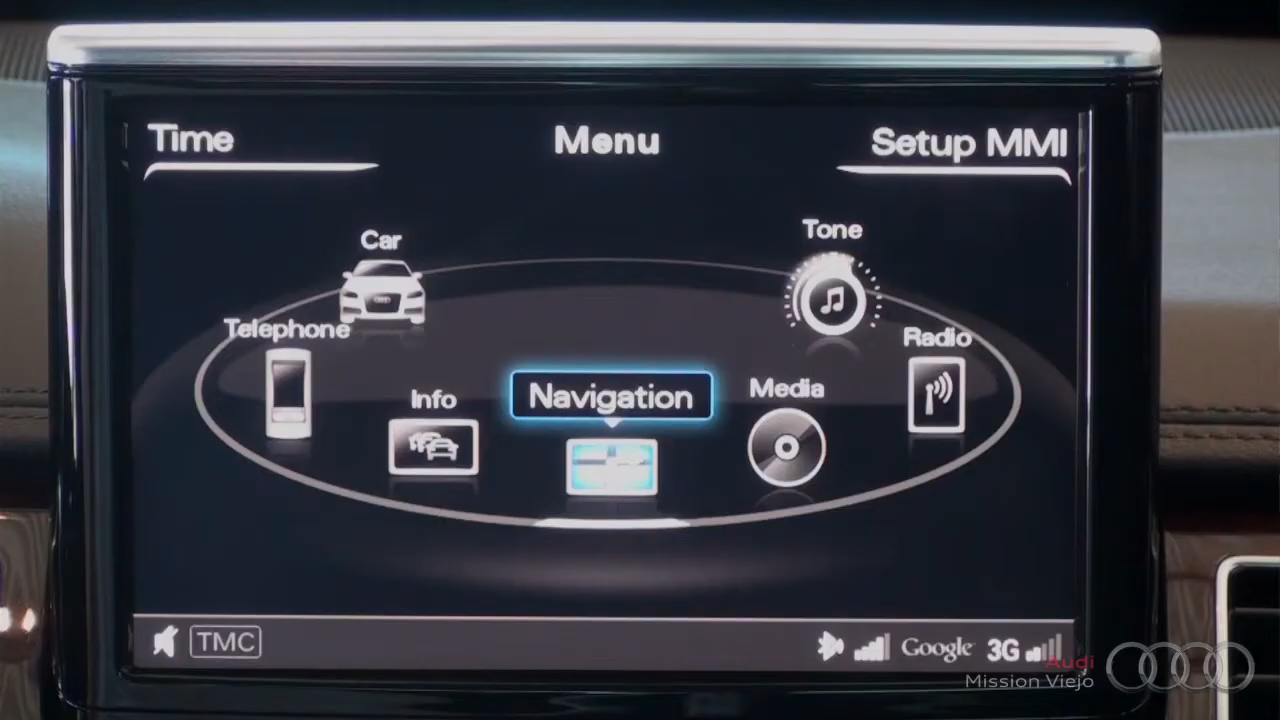 Time
Menu
Setup MMI
Car
Tone
Telephone
Radio
Info
Navigation
Media
TMC
Google
3G
Audi
Mission Viejo